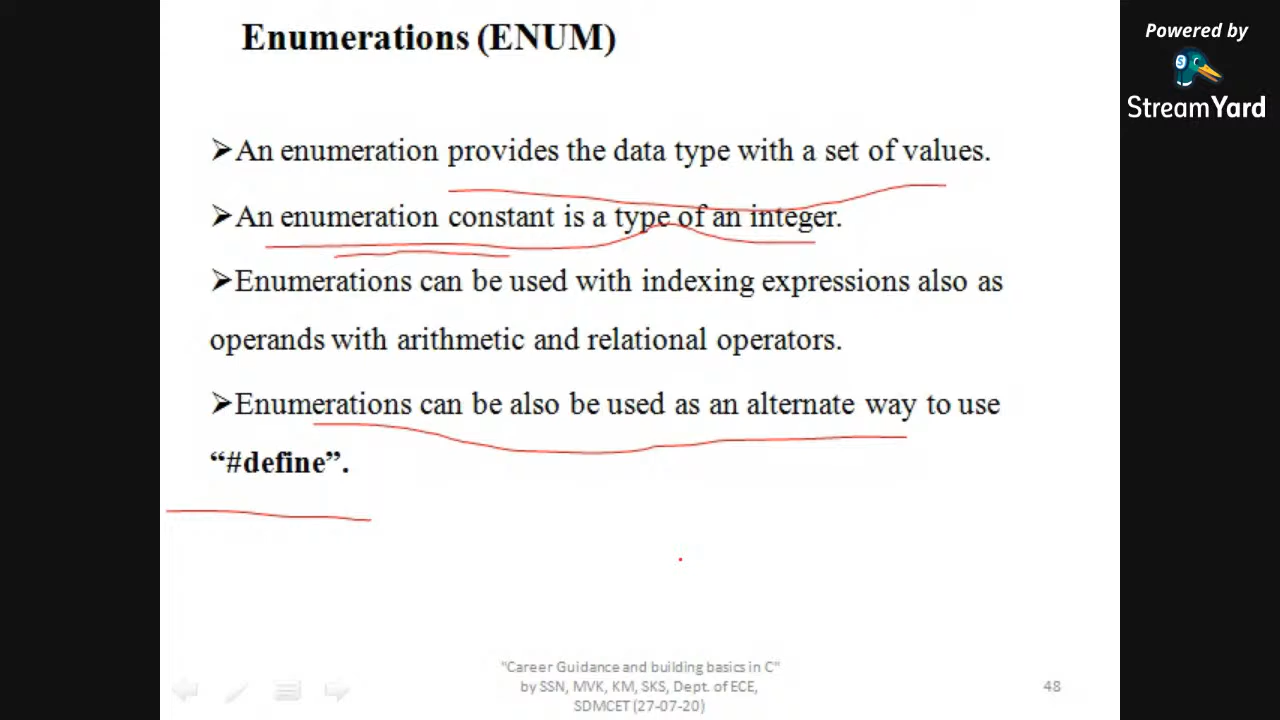 Enumerations (ENUM)
Powered by
StreamYard
➢An enumeration provides the data type with a set of values.
➢An enumeration constant is a type of an integer.
➢Enumerations can be used with indexing expressions also as
operands with arithmetic and relational operators.
➢Enumerations can be also be used as an alternate way to use
“#define”.
"Career Guidance and building basics in C"
by SSN, MVK, KM, SKS, Dept. of ECE,
SDMCET (27-07-20)
48